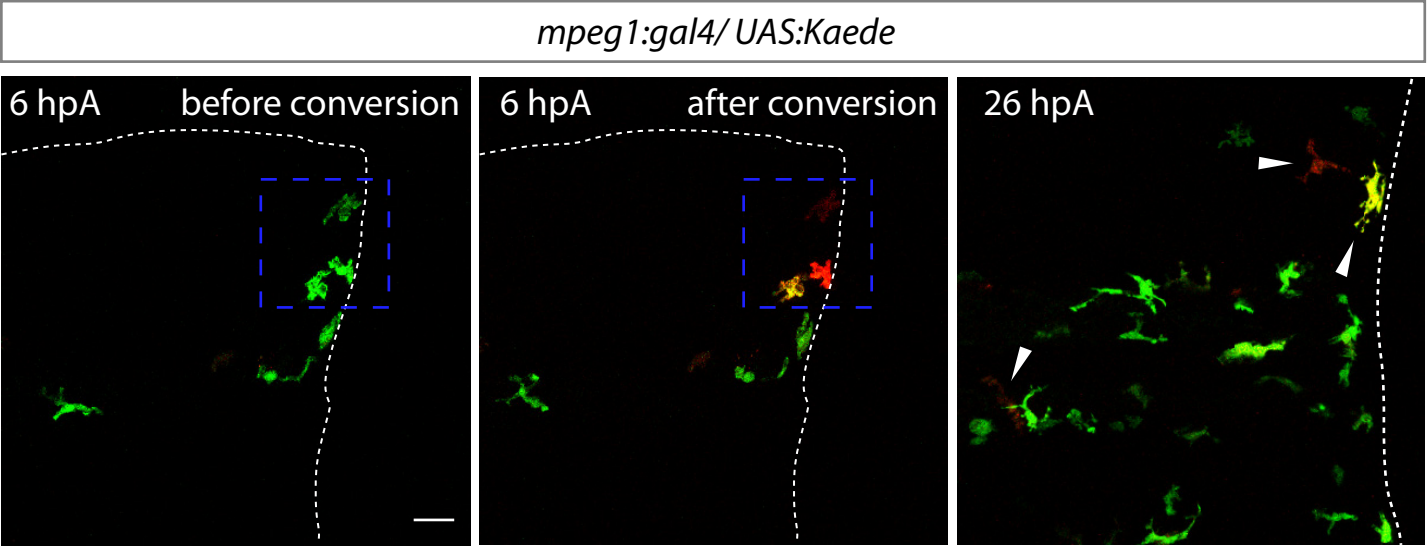 mpeg1:gal4/ UAS:Kaede
6 hpA before conversion
6 hpA after conversion
26 hpA